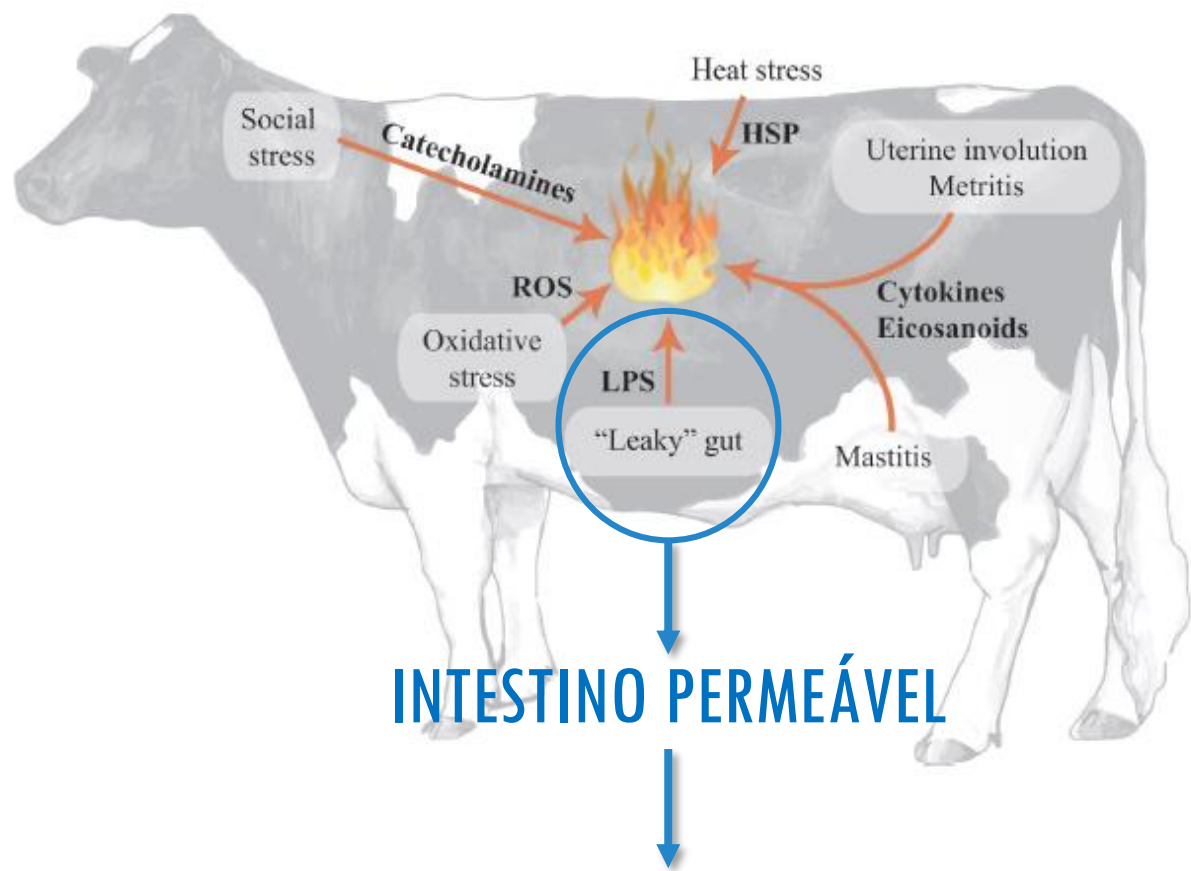 Heat stress
HSP
Social
stress
Catecholamines
Uterine involution
Metritis
ROS
Cytokines
Eicosanoids
Oxidative
stress
LPS
“Leaky” gut
Mastitis
INTESTINO PERMEÁVEL